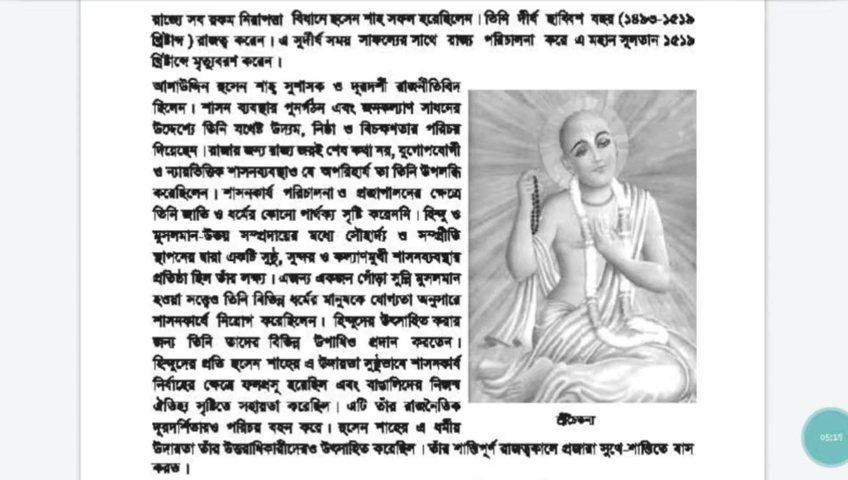 রাজ্যে সব রকম নিরাপত্তা বিধানে হুসেন শাহ সফল হয়েছিলেন। তিনি দীর্ঘ ছাব্বিশ বছর (১৪৯৩-১৫১৯
খ্রিষ্টাব্দ) রাজত্ব করেন। এ সুদীর্ঘ সময় সাফল্যের সাথে রাজ্য পরিচালনা করে এ মহান সুলতান ১৫১৯
খ্রিষ্টাব্দে মৃত্যুবরণ করেন।
আলাউদ্দিন হুসেন শাহ্ সুশাসক ও দূরদর্শী রাজনীতিবিদ
ছিলেন। শাসন ব্যবস্থার পুনর্গঠন এবং জনকল্যাণ সাধনের
উদ্দেশ্যে তিনি যথেষ্ট উদ্যম, নিষ্ঠা ও বিচক্ষণতার পরিচয়
দিয়েছেন। রাজার জন্য রাজ্য জয়ই শেষ কথা নয়, যুগোপযোগী
ও ন্যায়ভিত্তিক শাসনব্যবস্থাও যে অপরিহার্য তা তিনি উপলব্ধি
করেছিলেন। শাসনকার্য পরিচালনা ও প্রজাপালনের ক্ষেত্রে
তিনি জাতি ও ধর্মের কোনো পার্থক্য সৃষ্টি করেননি। হিন্দু ও
মুসলমান-উভয় সম্প্রদায়ের মধ্যে সৌহার্দ্য ও সম্প্রীতি
স্থাপনের দ্বারা একটি সুষ্ঠু, সুন্দর ও কল্যাণমুখী শাসনব্যবস্থার
প্রতিষ্ঠা ছিল তাঁর লক্ষ্য। এজন্য একজন গোঁড়া সুন্নি মুসলমান
হওয়া সত্ত্বেও তিনি বিভিন্ন ধর্মের মানুষকে যোগ্যতা অনুসারে
শাসনকার্যে নিয়োগ করেছিলেন। হিন্দুদের উৎসাহিত করার
জন্য তিনি তাদের বিভিন্ন উপাধিও প্রদান করতেন।
হিন্দুদের প্রতি হুসেন শাহের এ উদারতা সুষ্ঠুভাবে শাসনকার্য
নির্বাহের ক্ষেত্রে ফলপ্রসূ হয়েছিল এবং বাঙালিদের নিজস্ব
ঐতিহ্য সৃষ্টিতে সহায়তা করেছিল। এটি তাঁর রাজনৈতিক
দূরদর্শিতারও পরিচয় বহন করে। হুসেন শাহের এ ধর্মীয়
শ্রীচৈতন্য
উদারতা তাঁর উত্তরাধিকারীদেরও উৎসাহিত করেছিল। তাঁর শান্তিপূর্ণ রাজত্বকালে প্রজারা সুখে-শান্তিতে বাস
করত।
05:17